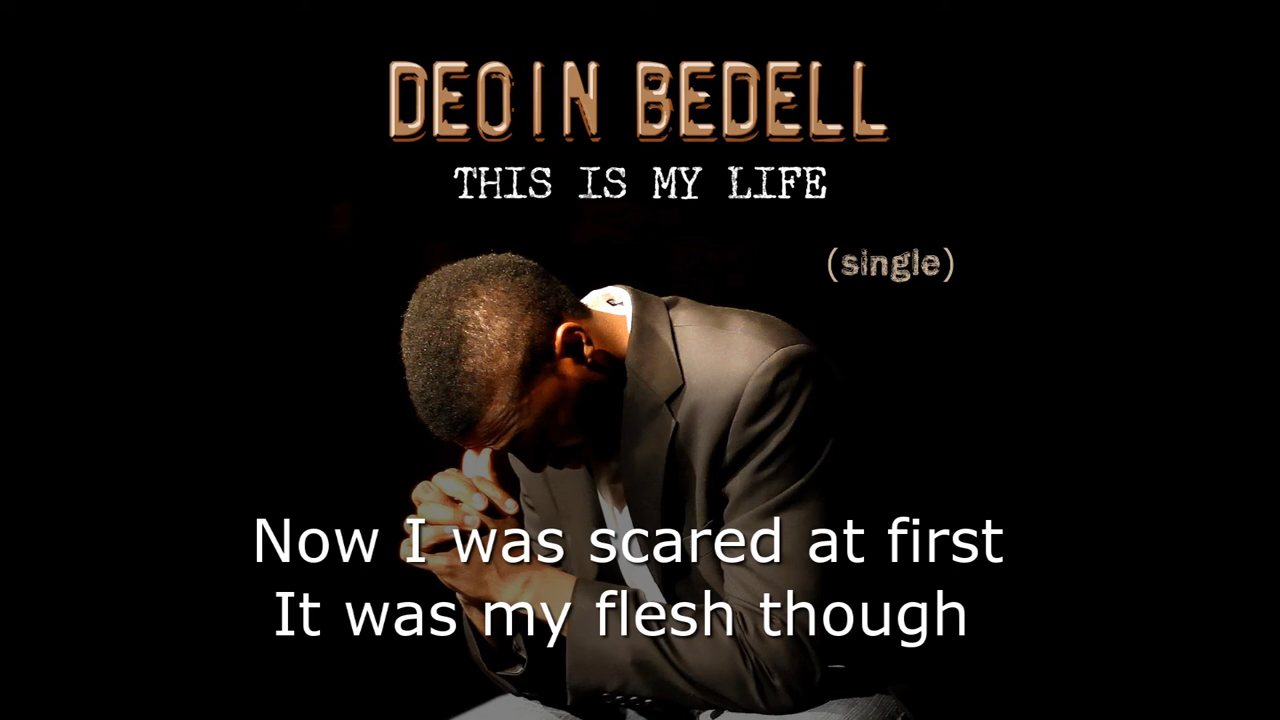 DEOIN BEDELL
THIS IS MY LIFE
(single)
Now I was scared at first
It was my flesh though